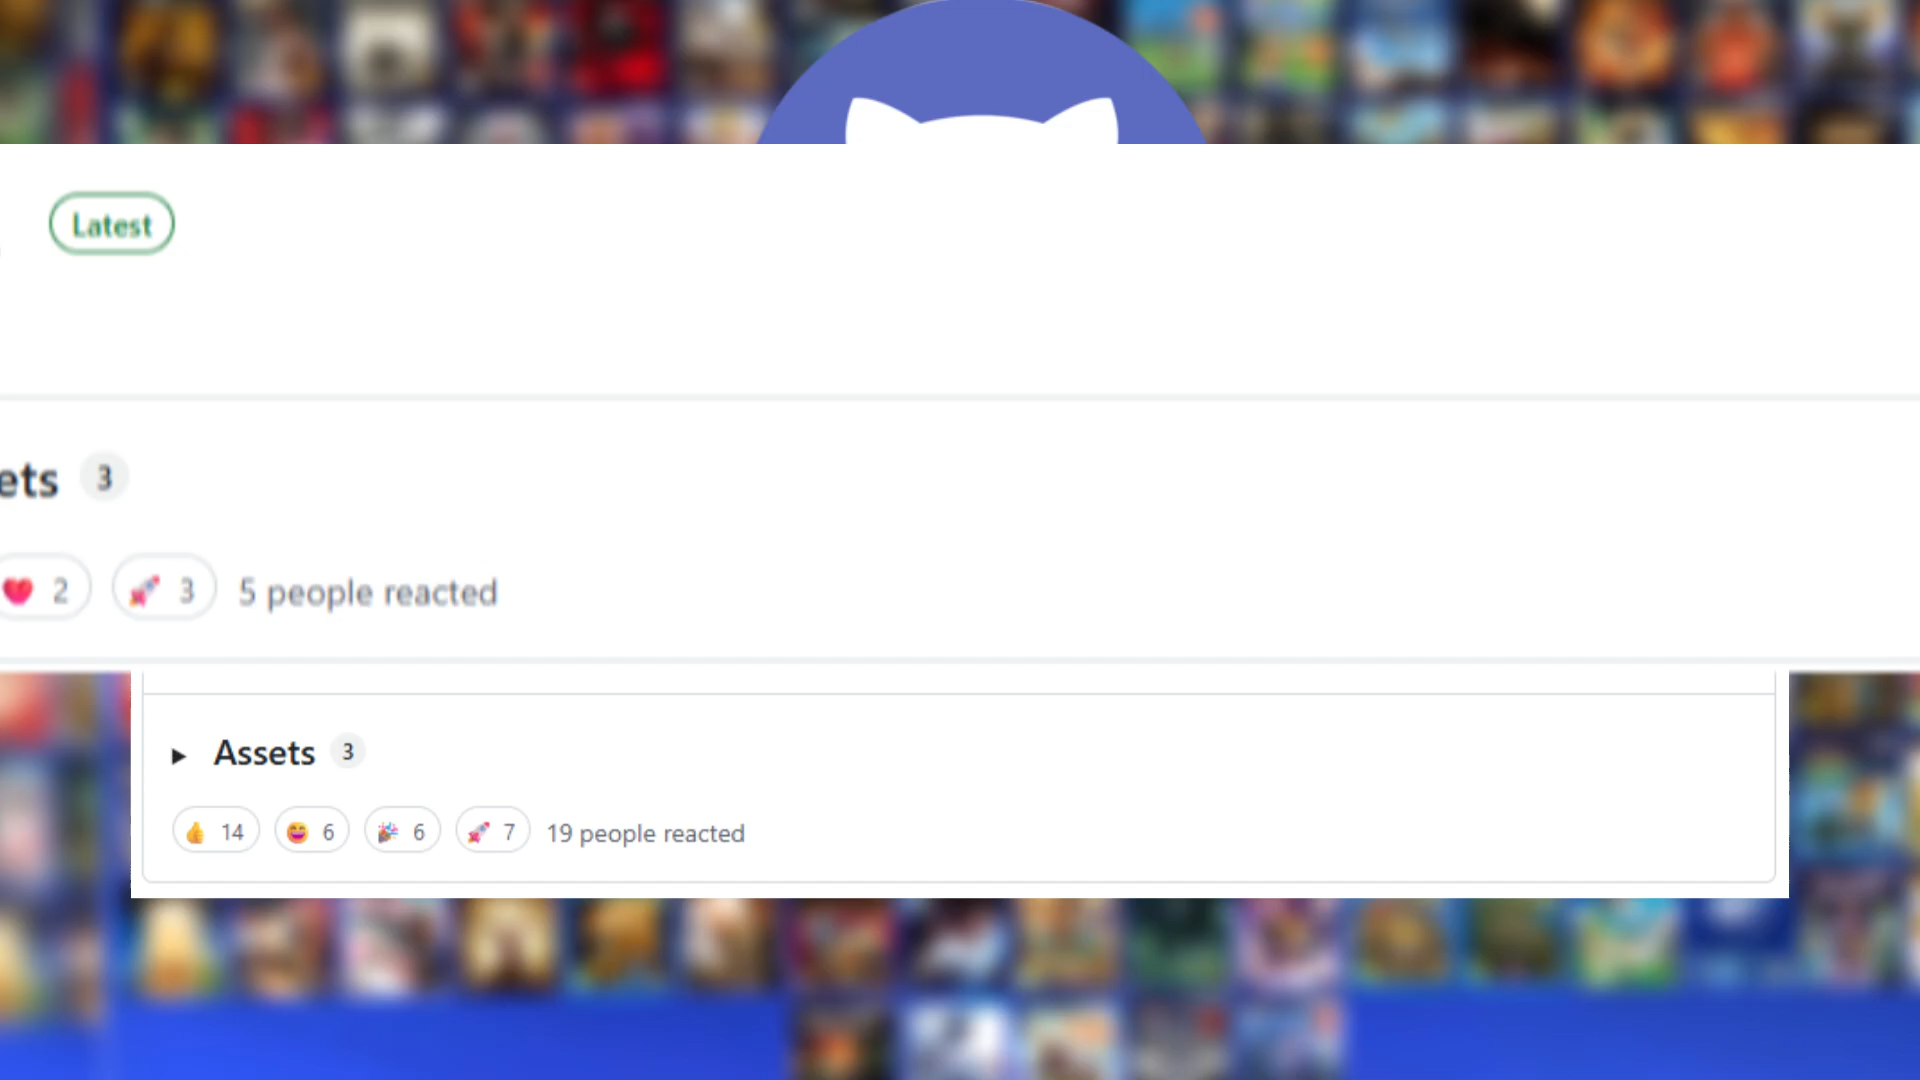 Latest
ets 3
2 3 5 people reacted
Assets 3
14 6 6 7 19 people reacted